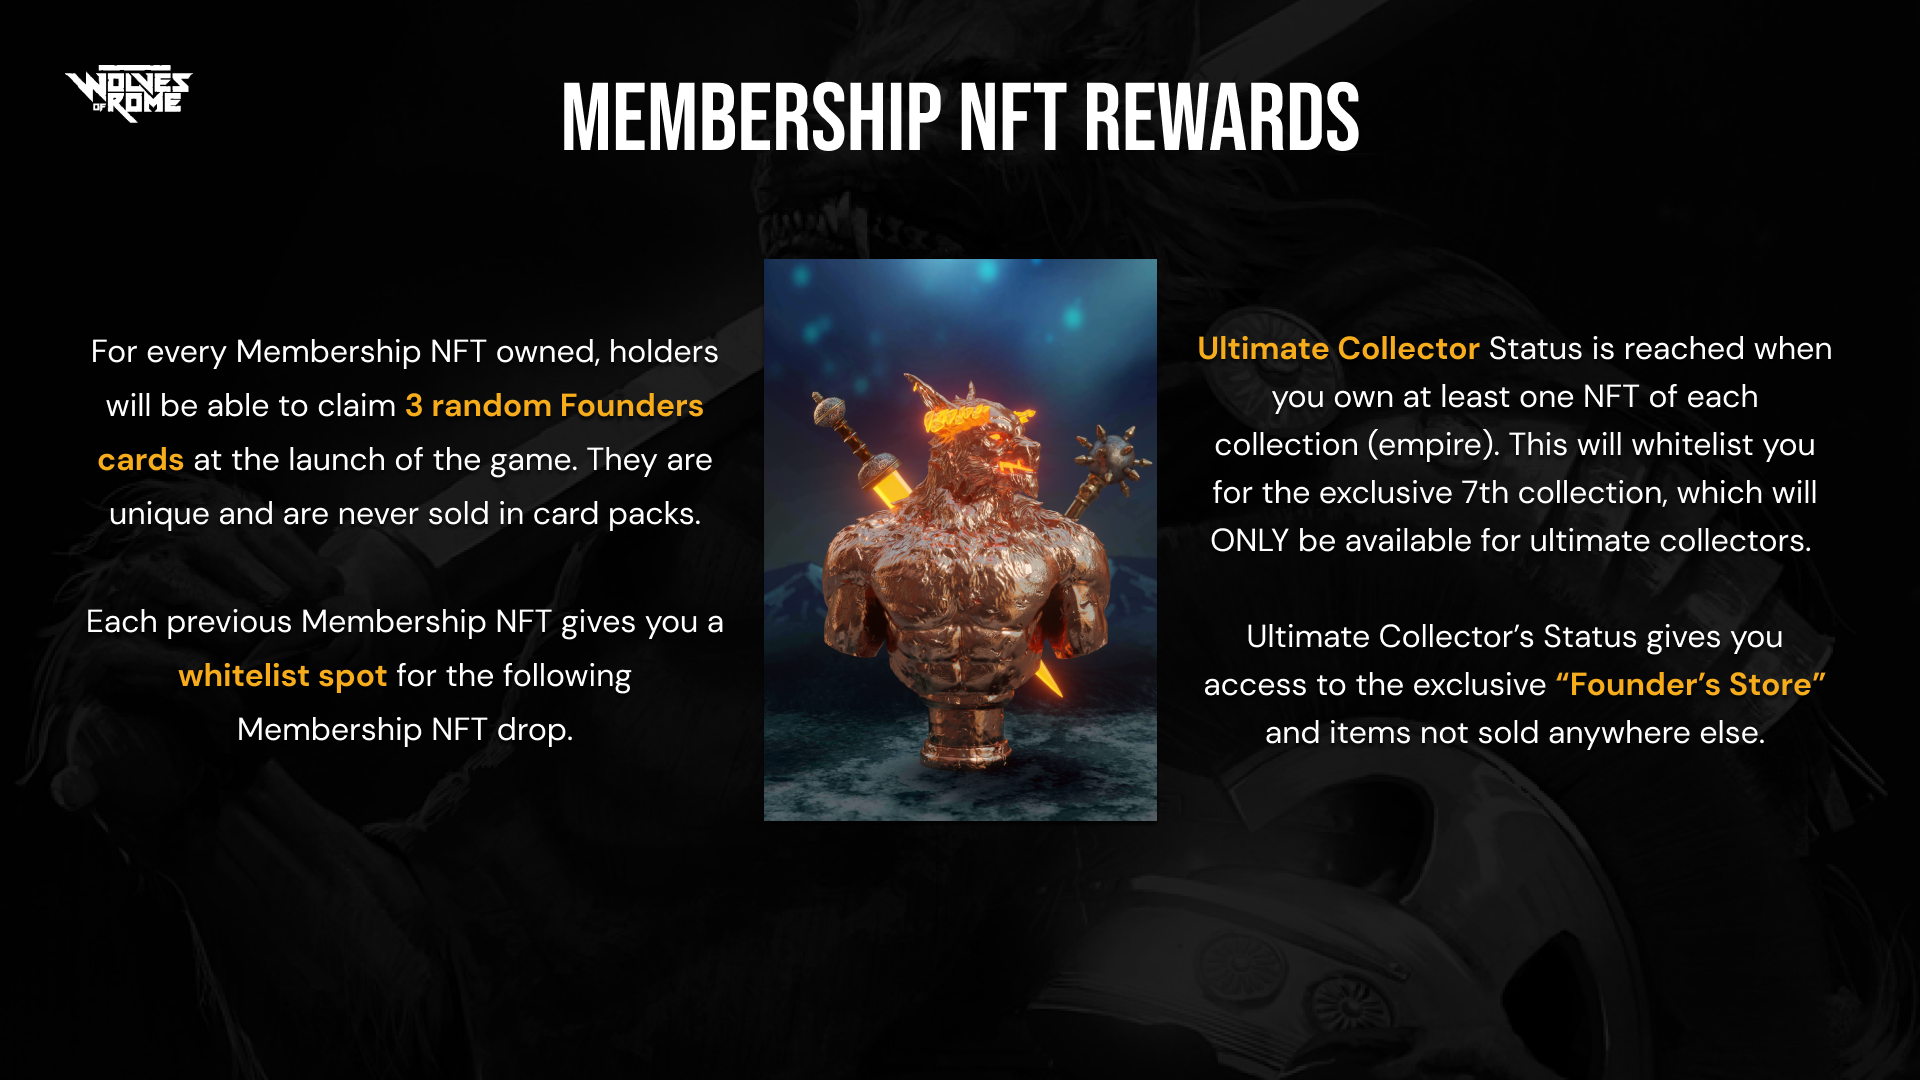 WOLVES
OF ROME
MEMBERSHIP NFT REWARDS
For every Membership NFT owned, holders
will be able to claim 3 random Founders
cards at the launch of the game. They are
unique and are never sold in card packs.
Each previous Membership NFT gives you a
whitelist spot for the following
Membership NFT drop.
Ultimate Collector Status is reached when
you own at least one NFT of each
collection (empire). This will whitelist you
for the exclusive 7th collection, which will
ONLY be available for ultimate collectors.
Ultimate Collector’s Status gives you
access to the exclusive “Founder’s Store”
and items not sold anywhere else.